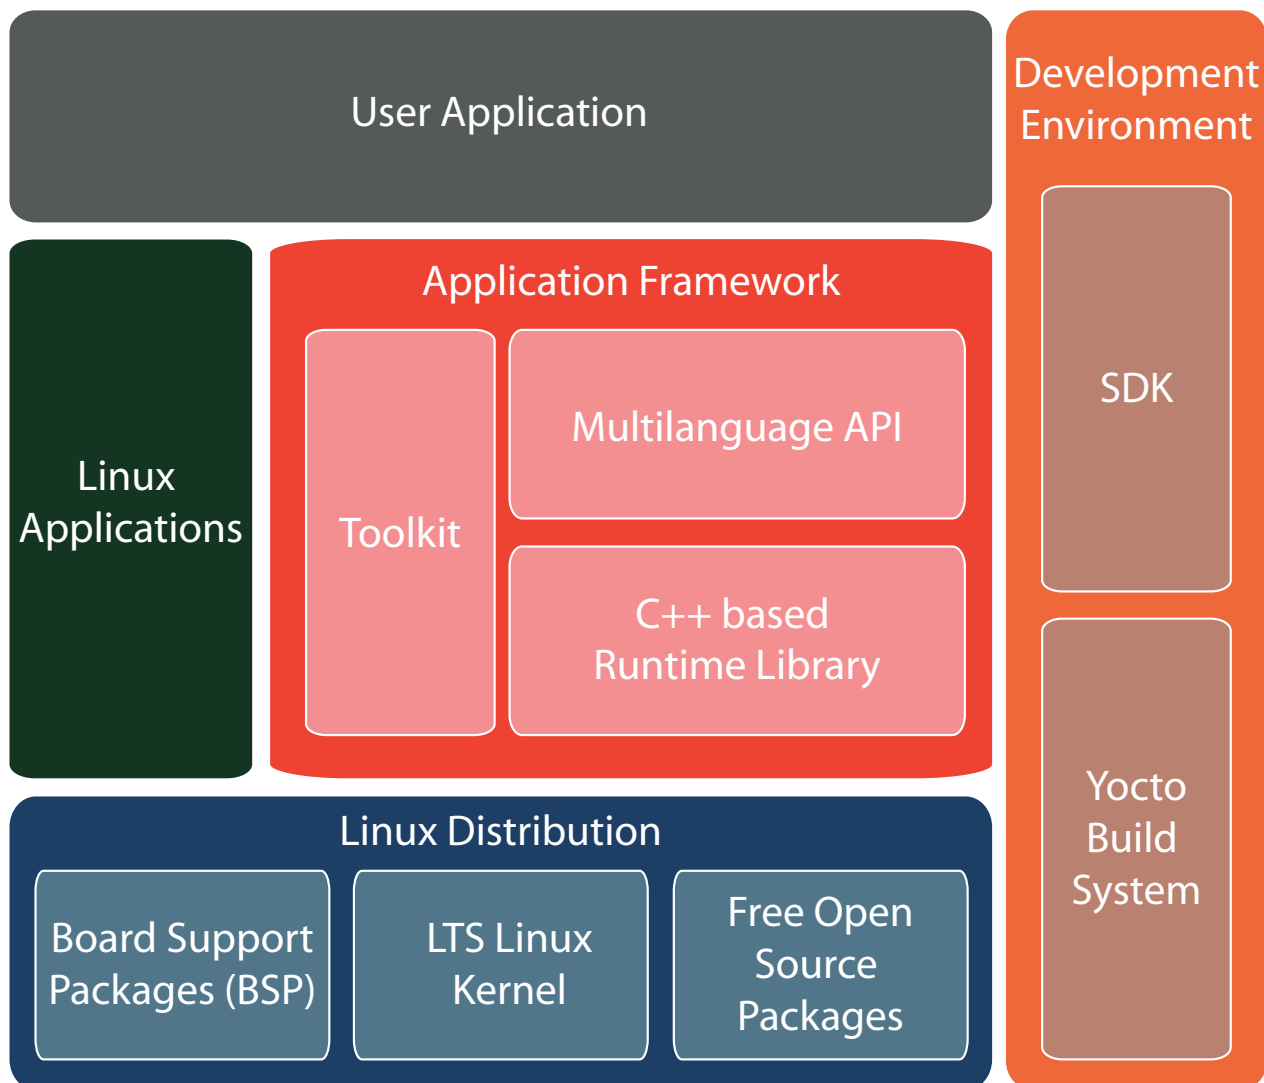 User Application
Development
Environment
SDK
Yocto
Build
System
Linux
Applications
Application Framework
Toolkit
Multilanguage API
C++ based
Runtime Library
Linux Distribution
Board Support
Packages (BSP)
LTS Linux
Kernel
Free Open
Source
Packages